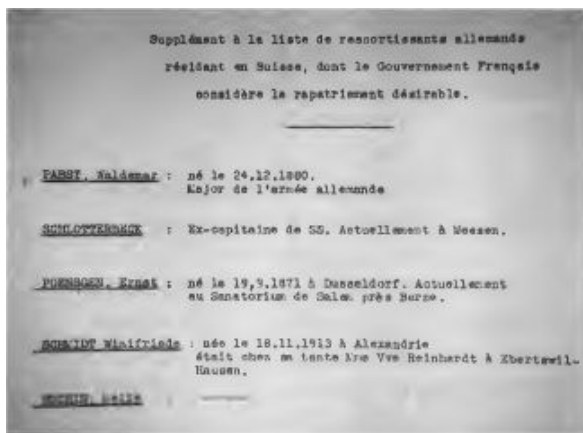 Supplément à la liste de ressortissants allemands
résidant en Suisse, dont le Gouvernement Français
considère le rapatriement désirable.
PABST, Waldemar : né le 24.12.1880.
Major de l'armée allemande
SCHLOTTERBECK : Ex-capitaine de SS. Actuellement à Weesen.
POENSGEN, Ernst : né le 19.9.1871 à Dusseldorf. Actuellement
au Sanatorium de Salem près Berne.
SCHMIDT Winifriede : née le 18.11.1913 à Alexandrie
était chez sa tante Mme Vve Reinhardt à Ebertswil-
Hausen.